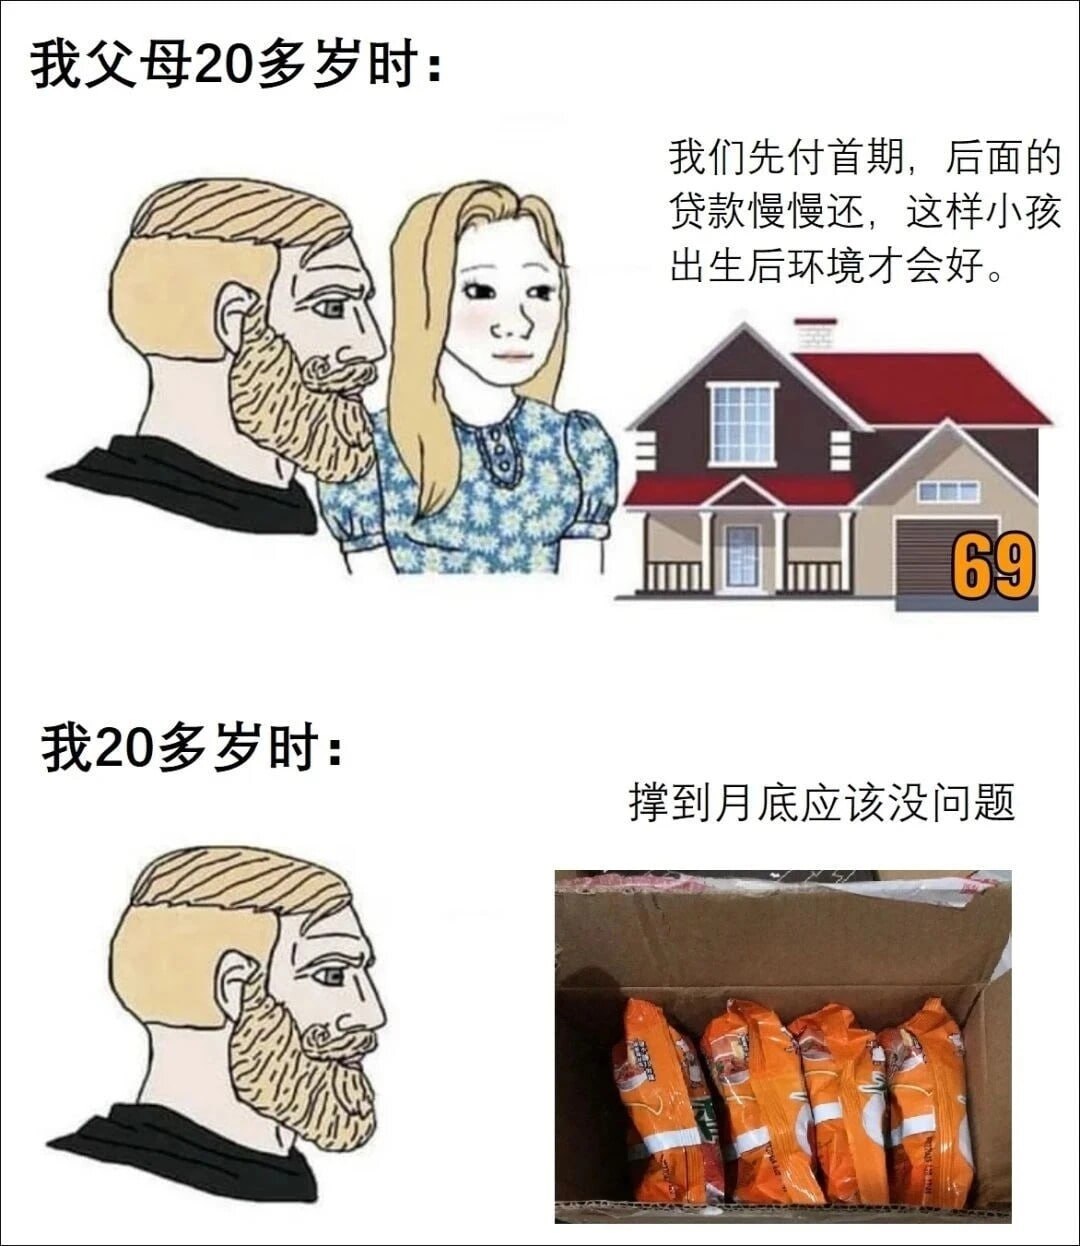 我父母20多岁时：
我们先付首期，后面的
贷款慢慢还，这样小孩
出生后环境才会好。
69
我20多岁时：
撑到月底应该没问题